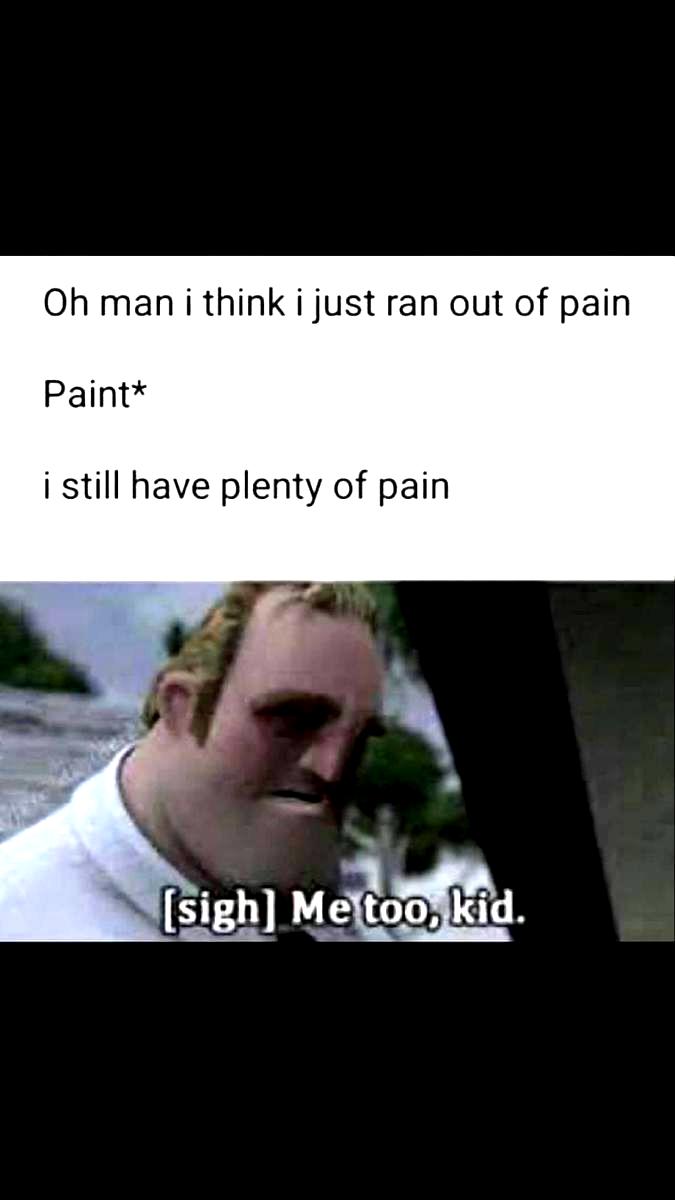 Oh man i think i just ran out of pain
Paint*
i still have plenty of pain
[sigh] Me too, kid.